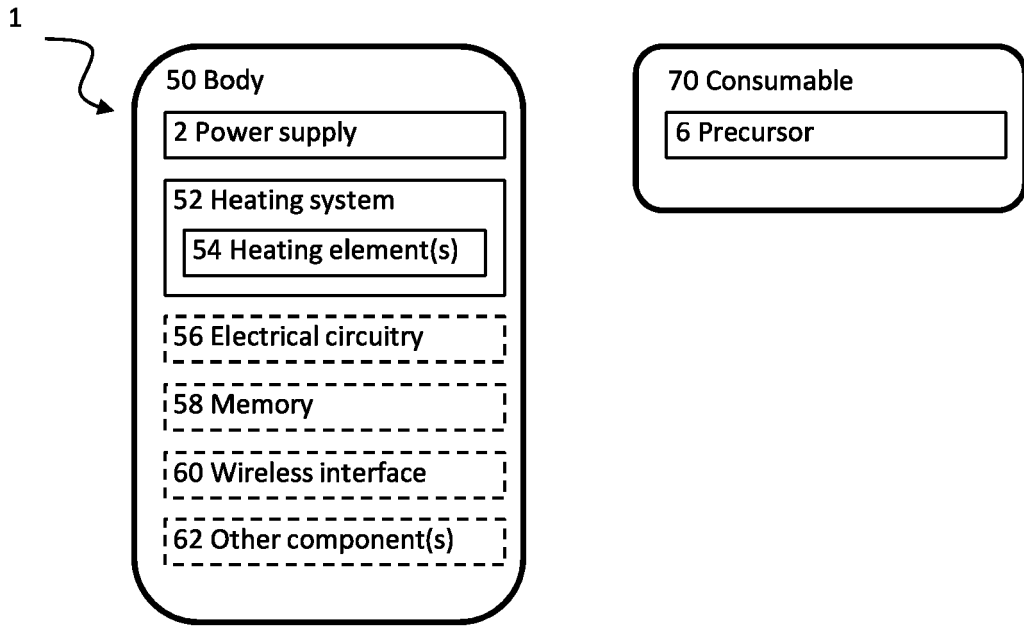 1
50 Body
2 Power supply
52 Heating system
54 Heating element(s)
56 Electrical circuitry
58 Memory
60 Wireless interface
62 Other component(s)
70 Consumable
6 Precursor